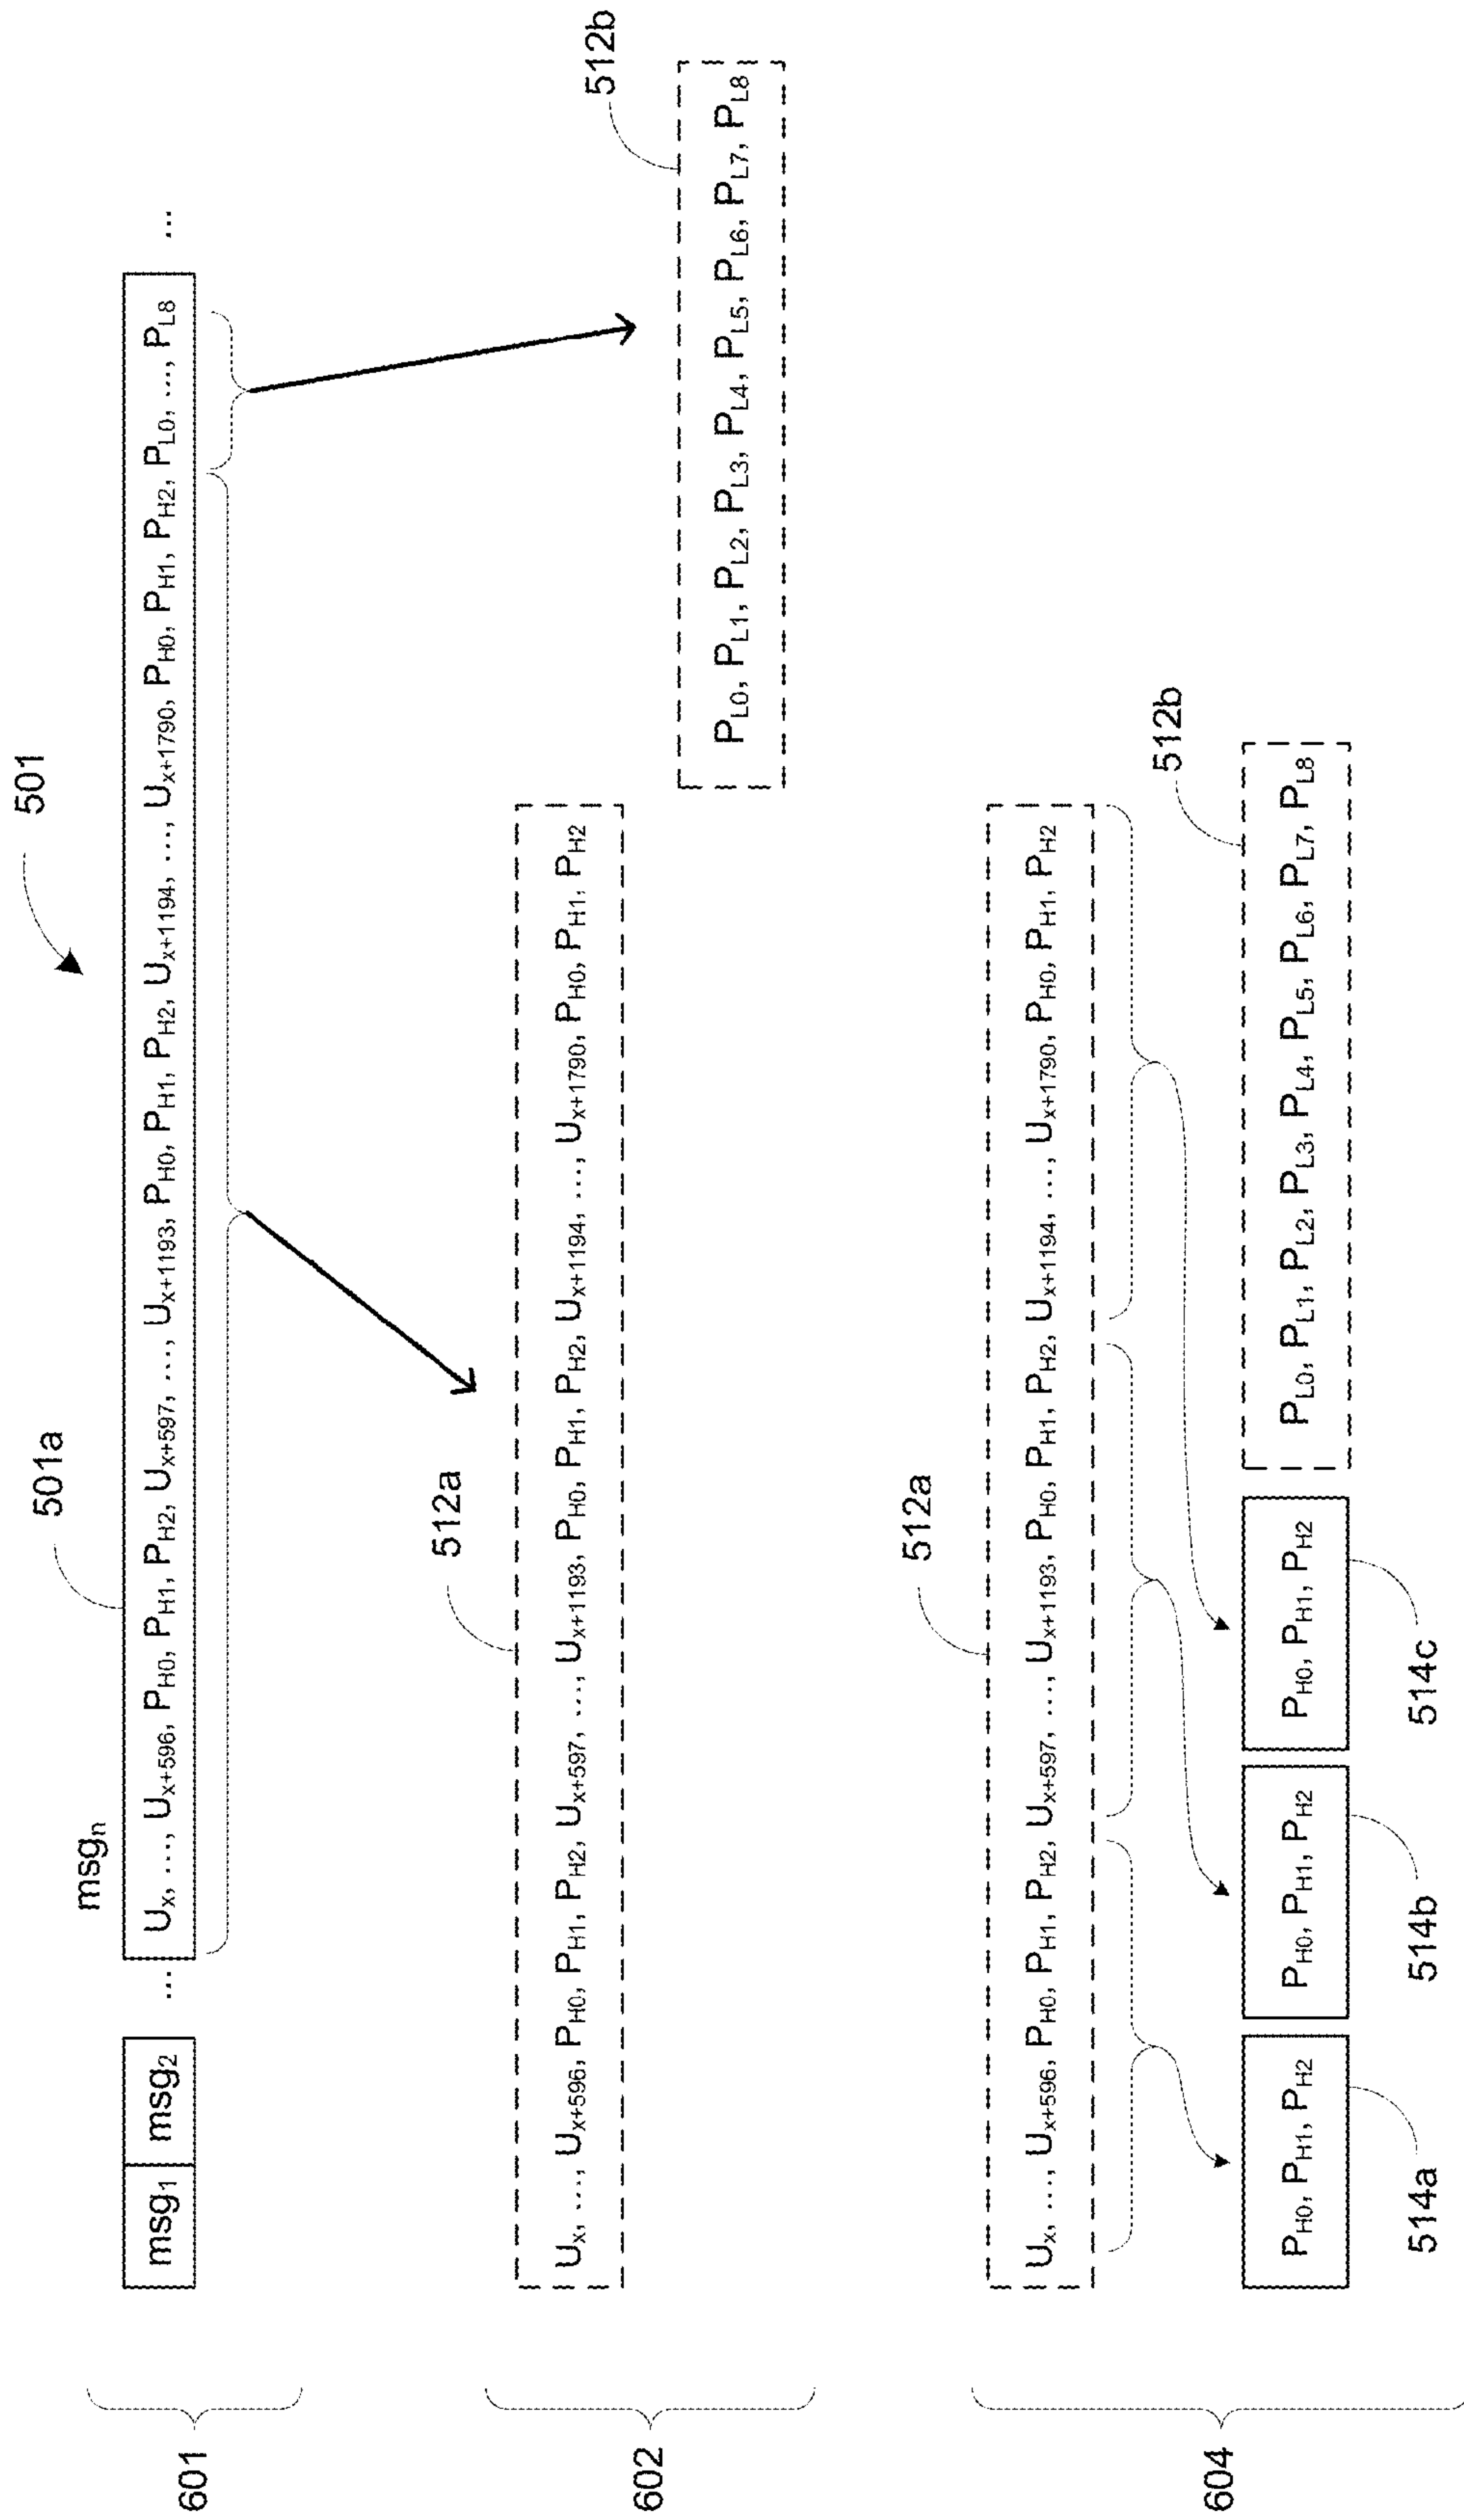 501
501a
msgn
msg1 msg2 ... Ux, ..., Ux+596, PH0, PH1, PH2, Ux+597, ..., Ux+1193, PH0, PH1, PH2, Ux+1194, ..., Ux+1790, PH0, PH1, PH2, PL0, ..., PL8 ...
601
512a
Ux, ..., Ux+596, PH0, PH1, PH2, Ux+597, ..., Ux+1193, PH0, PH1, PH2, Ux+1194, ..., Ux+1790, PH0, PH1, PH2
512b
602
PL0, PL1, PL2, PL3, PL4, PL5, PL6, PL7, PL8
512a
Ux, ..., Ux+596, PH0, PH1, PH2, Ux+597, ..., Ux+1193, PH0, PH1, PH2, Ux+1194, ..., Ux+1790, PH0, PH1, PH2
512b
604
PH0, PH1, PH2
PH0, PH1, PH2
PH0, PH1, PH2
PL0, PL1, PL2, PL3, PL4, PL5, PL6, PL7, PL8
514a
514b
514c